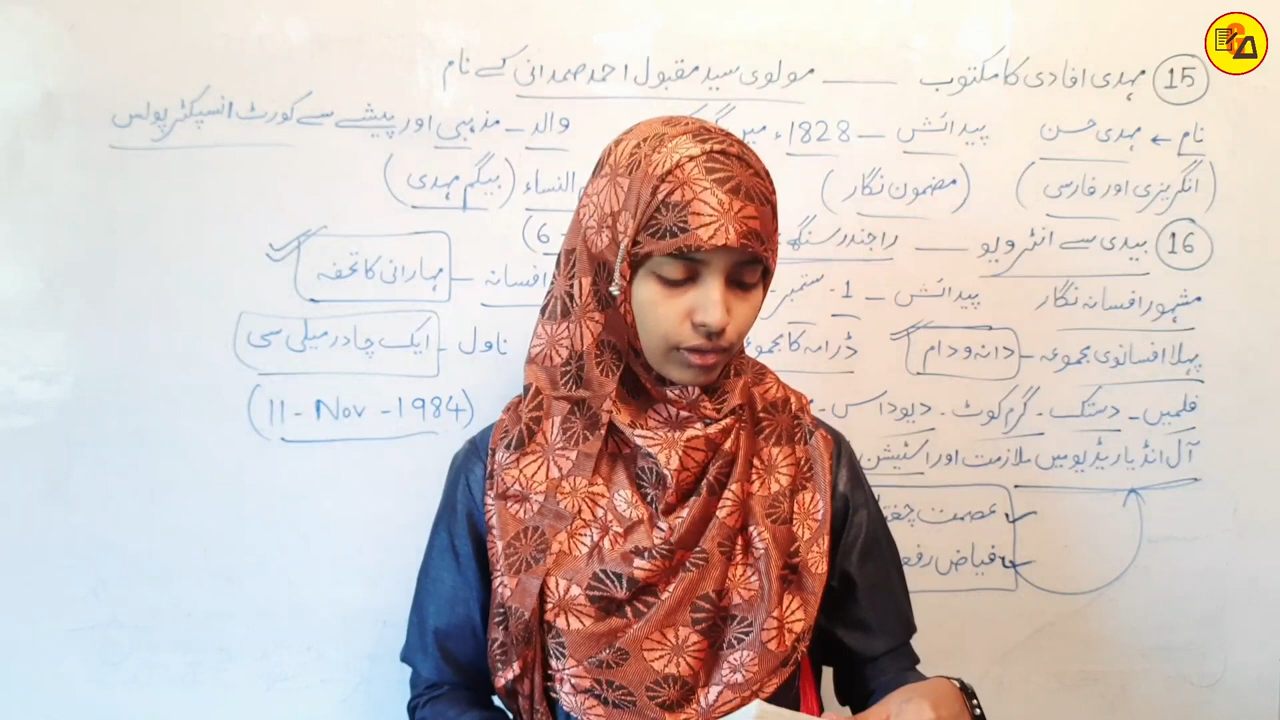 15 مہدی افادی کا مکتوب — مولوی سید مقبول احمد صمدانی کے نام
نام ← مہدی حسن پیدائش – 1828ء میں والد – مذہبی اور پیشے سے کورٹ انسپکٹر پولس
(انگریزی اور فارسی) (مضمون نگار) النساء (بیگم مہدی)
16 بیدی سے انٹرویو — راجندر سنگھ 6)
مشہور افسانہ نگار پیدائش – 1 - ستمبر - افسانہ – مہارانی کا تحفہ
پہلا افسانوی مجموعہ – دانہ و دام ڈرامہ کا مجموعہ ناول – ایک چادر میلی سی
فلمیں – دستک - گرم کوٹ - دیوداس - (11 - Nov - 1984)
آل انڈیا ریڈیو میں ملازمت اور اسٹیشن
عصمت
فیاض